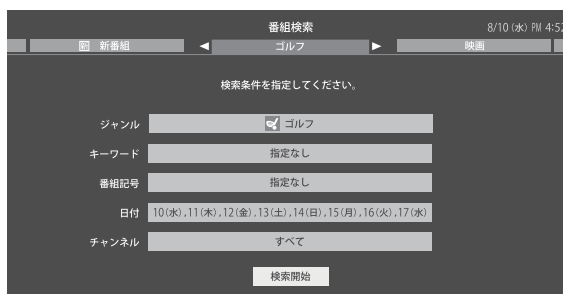 番組検索
8/10 (水) PM 4:52
新 新番組
ゴルフ
映画
検索条件を指定してください。
ジャンル ゴルフ
キーワード 指定なし
番組記号 指定なし
日付 10(水),11(木),12(金),13(土),14(日),15(月),16(火),17(水)
チャンネル すべて
検索開始